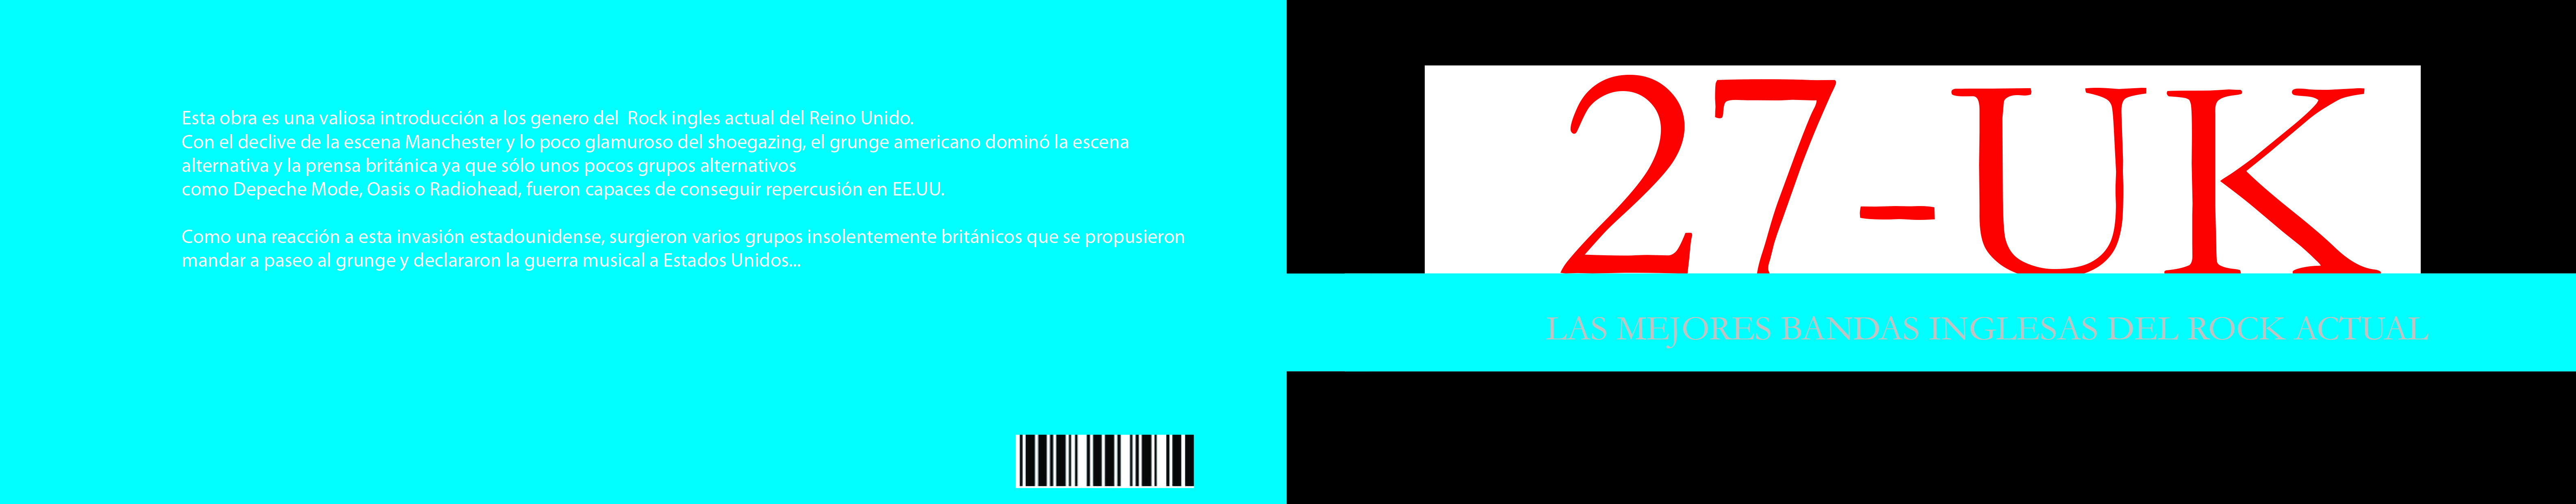 Esta obra es una valiosa introducción a los genero del  Rock ingles actual del Reino Unido.
Con el declive de la escena Manchester y lo poco glamuroso del shoegazing, el grunge americano dominó la escena
alternativa y la prensa británica ya que sólo unos pocos grupos alternativos
como Depeche Mode, Oasis o Radiohead, fueron capaces de conseguir repercusión en EE.UU.
Como una reacción a esta invasión estadounidense, surgieron varios grupos insolentemente británicos que se propusieron
mandar a paseo al grunge y declararon la guerra musical a Estados Unidos...
27-UK
LAS MEJORES BANDAS INGLESAS DEL ROCK ACTUAL